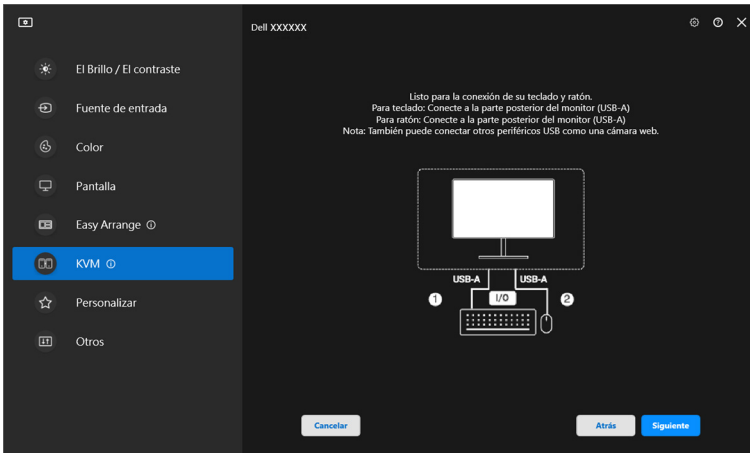 Dell XXXXXX
El Brillo / El contraste
Fuente de entrada
Color
Pantalla
Easy Arrange
KVM
Personalizar
Otros
Listo para la conexión de su teclado y ratón.
Para teclado: Conecte a la parte posterior del monitor (USB-A)
Para ratón: Conecte a la parte posterior del monitor (USB-A)
Nota: También puede conectar otros periféricos USB como una cámara web.
USB-A USB-A
1 I/O 2
Cancelar Atrás Siguiente